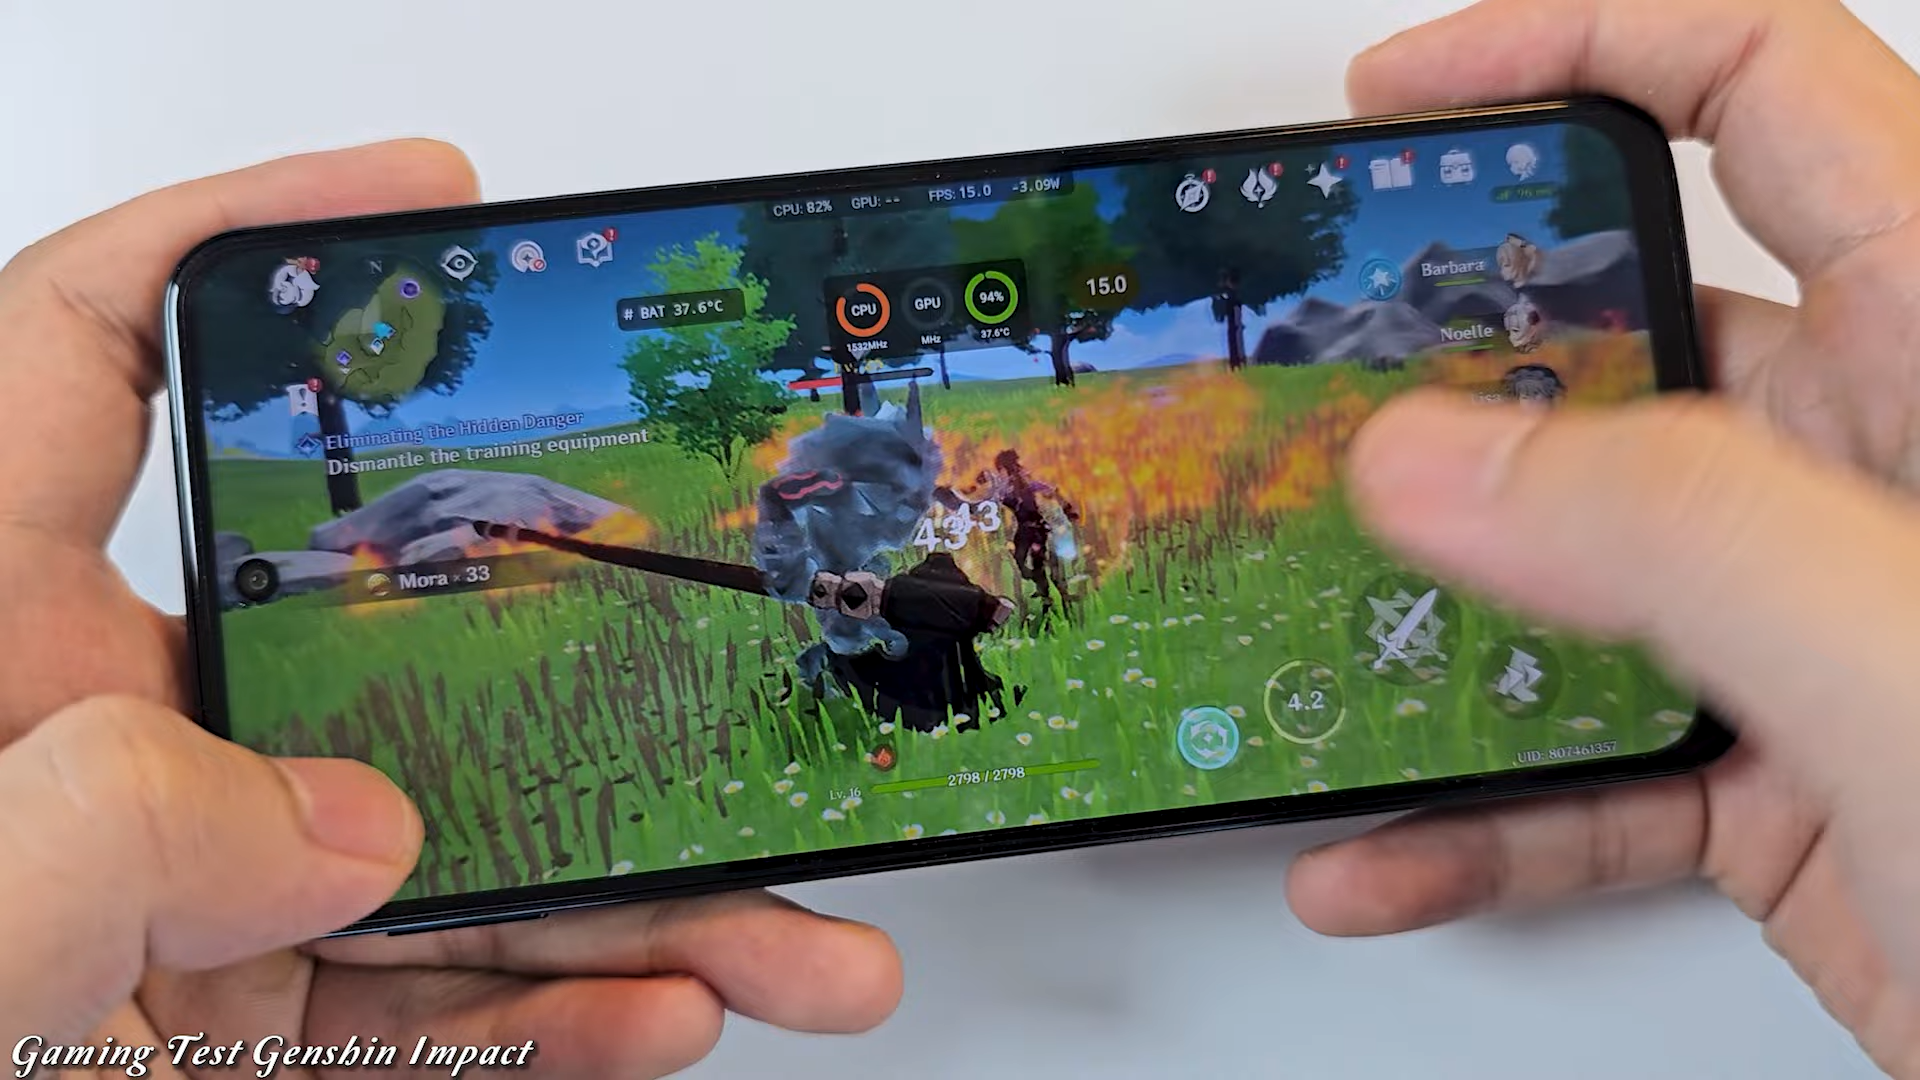 CPU: 82% GPU: -- FPS: 15.0 -3.09W
N
# BAT 37.6°C
CPU
1532MHz
GPU
MHz
94%
37.6°C
15.0
Barbara
Noelle
Eliminating the Hidden Danger
Dismantle the training equipment
43
43
Mora × 33
4.2
Lv. 16
2798 / 2798
UID: 807461357
Gaming Test Genshin Impact